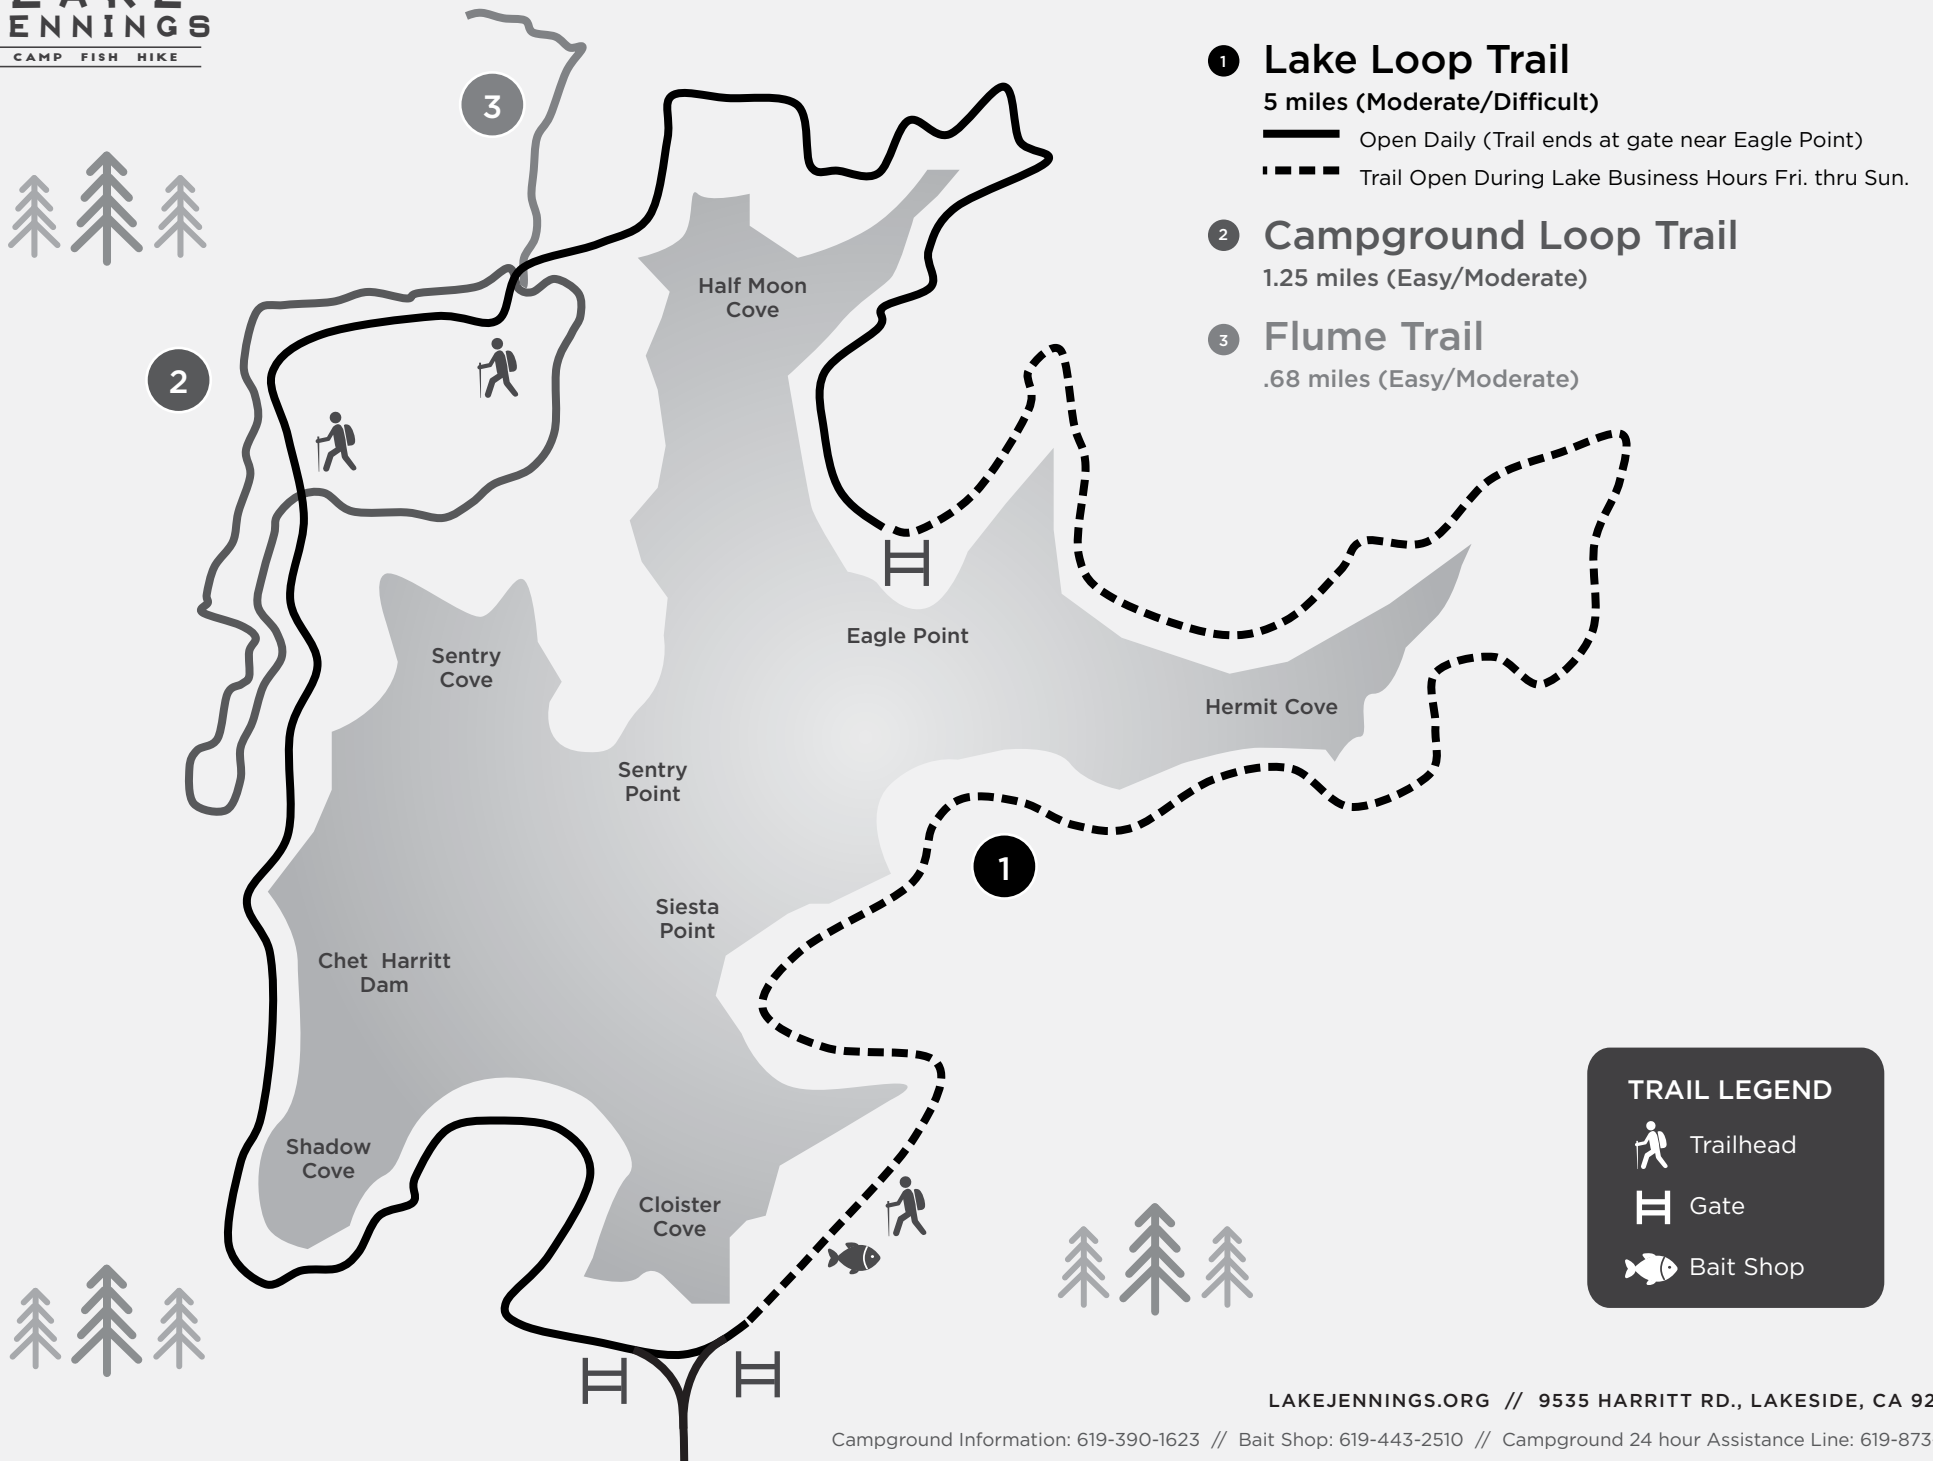 ENNINGS
CAMP FISH HIKE
3
1
Lake Loop Trail
5 miles (Moderate/Difficult)
Open Daily (Trail ends at gate near Eagle Point)
Trail Open During Lake Business Hours Fri. thru Sun.
2
Campground Loop Trail
1.25 miles (Easy/Moderate)
3
Flume Trail
.68 miles (Easy/Moderate)
Half Moon
Cove
2
Eagle Point
Sentry
Cove
Hermit Cove
Sentry
Point
1
Siesta
Point
Chet Harritt
Dam
Shadow
Cove
Cloister
Cove
TRAIL LEGEND
Trailhead
Gate
Bait Shop
LAKEJENNINGS.ORG // 9535 HARRITT RD., LAKESIDE, CA 92
Campground Information: 619-390-1623 // Bait Shop: 619-443-2510 // Campground 24 hour Assistance Line: 619-873